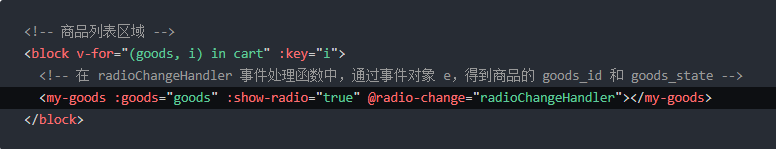 <!-- 商品列表区域 -->
<block v-for="(goods, i) in cart" :key="i">
<!-- 在 radioChangeHandler 事件处理函数中，通过事件对象 e，得到商品的 goods_id 和 goods_state -->
<my-goods :goods="goods" :show-radio="true" @radio-change="radioChangeHandler"></my-goods>
</block>